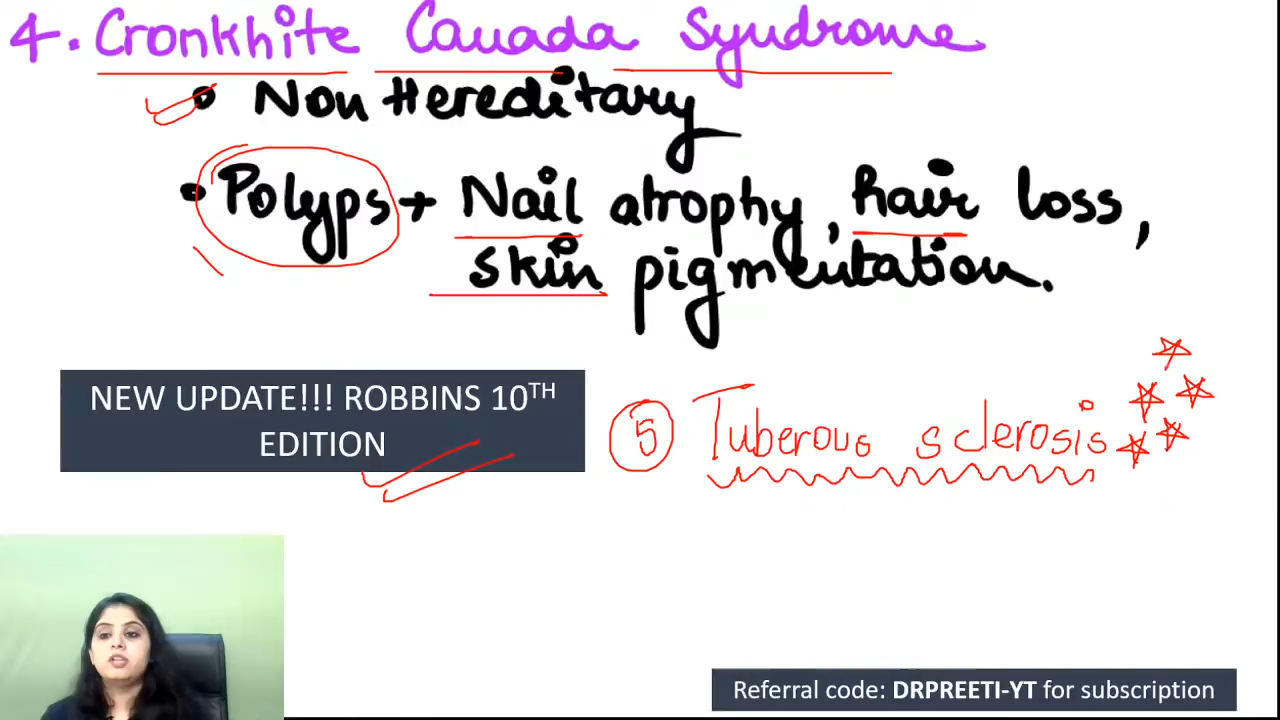 4. Cronkhite Canada Syndrome
• Non Hereditary
• Polyps + Nail atrophy, hair loss,
skin pigmentation.
NEW UPDATE!!! ROBBINS 10TH
EDITION
5 Tuberous sclerosis
Referral code: DRPREETI-YT for subscription